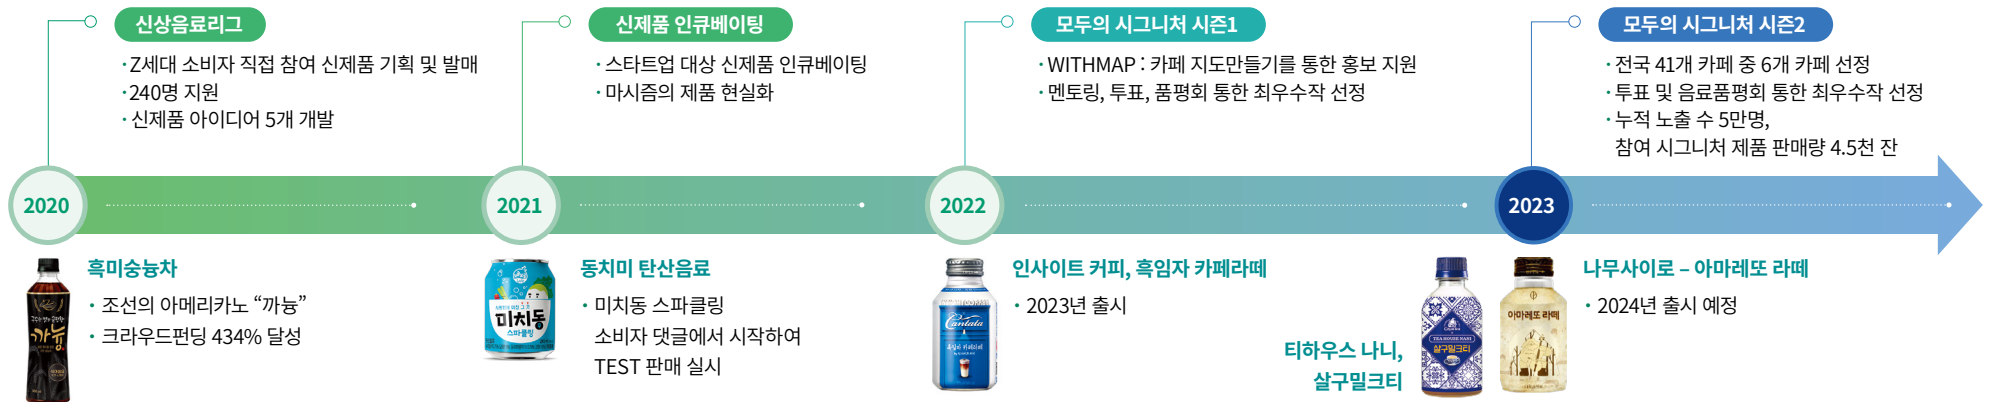 신상음료리그
· Z세대 소비자 직접 참여 신제품 기획 및 발매
· 240명 지원
· 신제품 아이디어 5개 개발
신제품 인큐베이팅
· 스타트업 대상 신제품 인큐베이팅
· 마시즘의 제품 현실화
모두의 시그니처 시즌1
· WITHMAP : 카페 지도만들기를 통한 홍보 지원
· 멘토링, 투표, 품평회 통한 최우수작 선정
모두의 시그니처 시즌2
· 전국 41개 카페 중 6개 카페 선정
· 투표 및 음료품평회 통한 최우수작 선정
· 누적 노출 수 5만명,
참여 시그니처 제품 판매량 4.5천 잔
2020
2021
2022
2023
흑미숭늉차
· 조선의 아메리카노 “까늉”
· 크라우드펀딩 434% 달성
까늉
동치미 탄산음료
· 미치동 스파클링
소비자 댓글에서 시작하여
TEST 판매 실시
미치동
스파클링
인사이트 커피, 흑임자 카페라떼
· 2023년 출시
Cantata
흑임자 카페라떼
티하우스 나니,
살구밀크티
TEA HOUSE NANI
살구밀크티
나무사이로 – 아마레또 라떼
· 2024년 출시 예정
아마레또 라떼